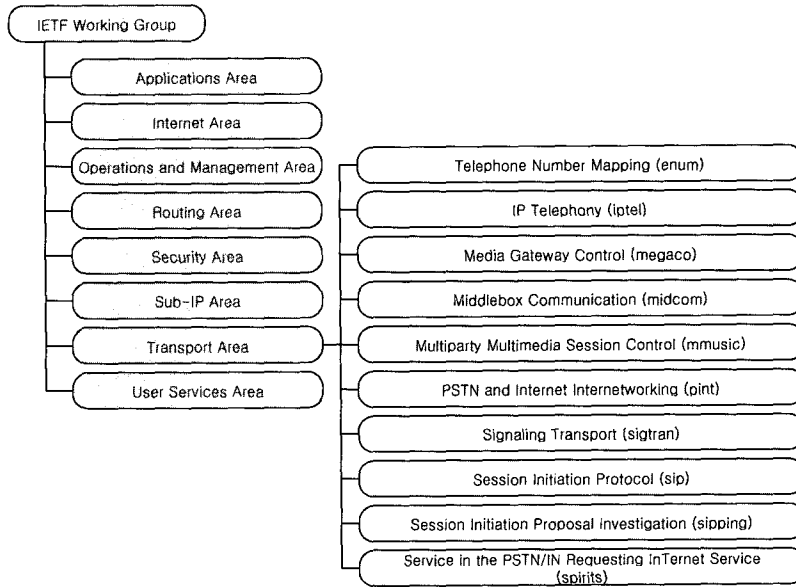 IETF Working Group
Applications Area
Internet Area
Operations and Management Area
Routing Area
Security Area
Sub-IP Area
Transport Area
User Services Area
Telephone Number Mapping (enum)
IP Telephony (iptel)
Media Gateway Control (megaco)
Middlebox Communication (midcom)
Multiparty Multimedia Session Control (mmusic)
PSTN and Internet Internetworking (pint)
Signaling Transport (sigtran)
Session Initiation Protocol (sip)
Session Initiation Proposal investigation (sipping)
Service in the PSTN/IN Requesting InTernet Service
(spirits)